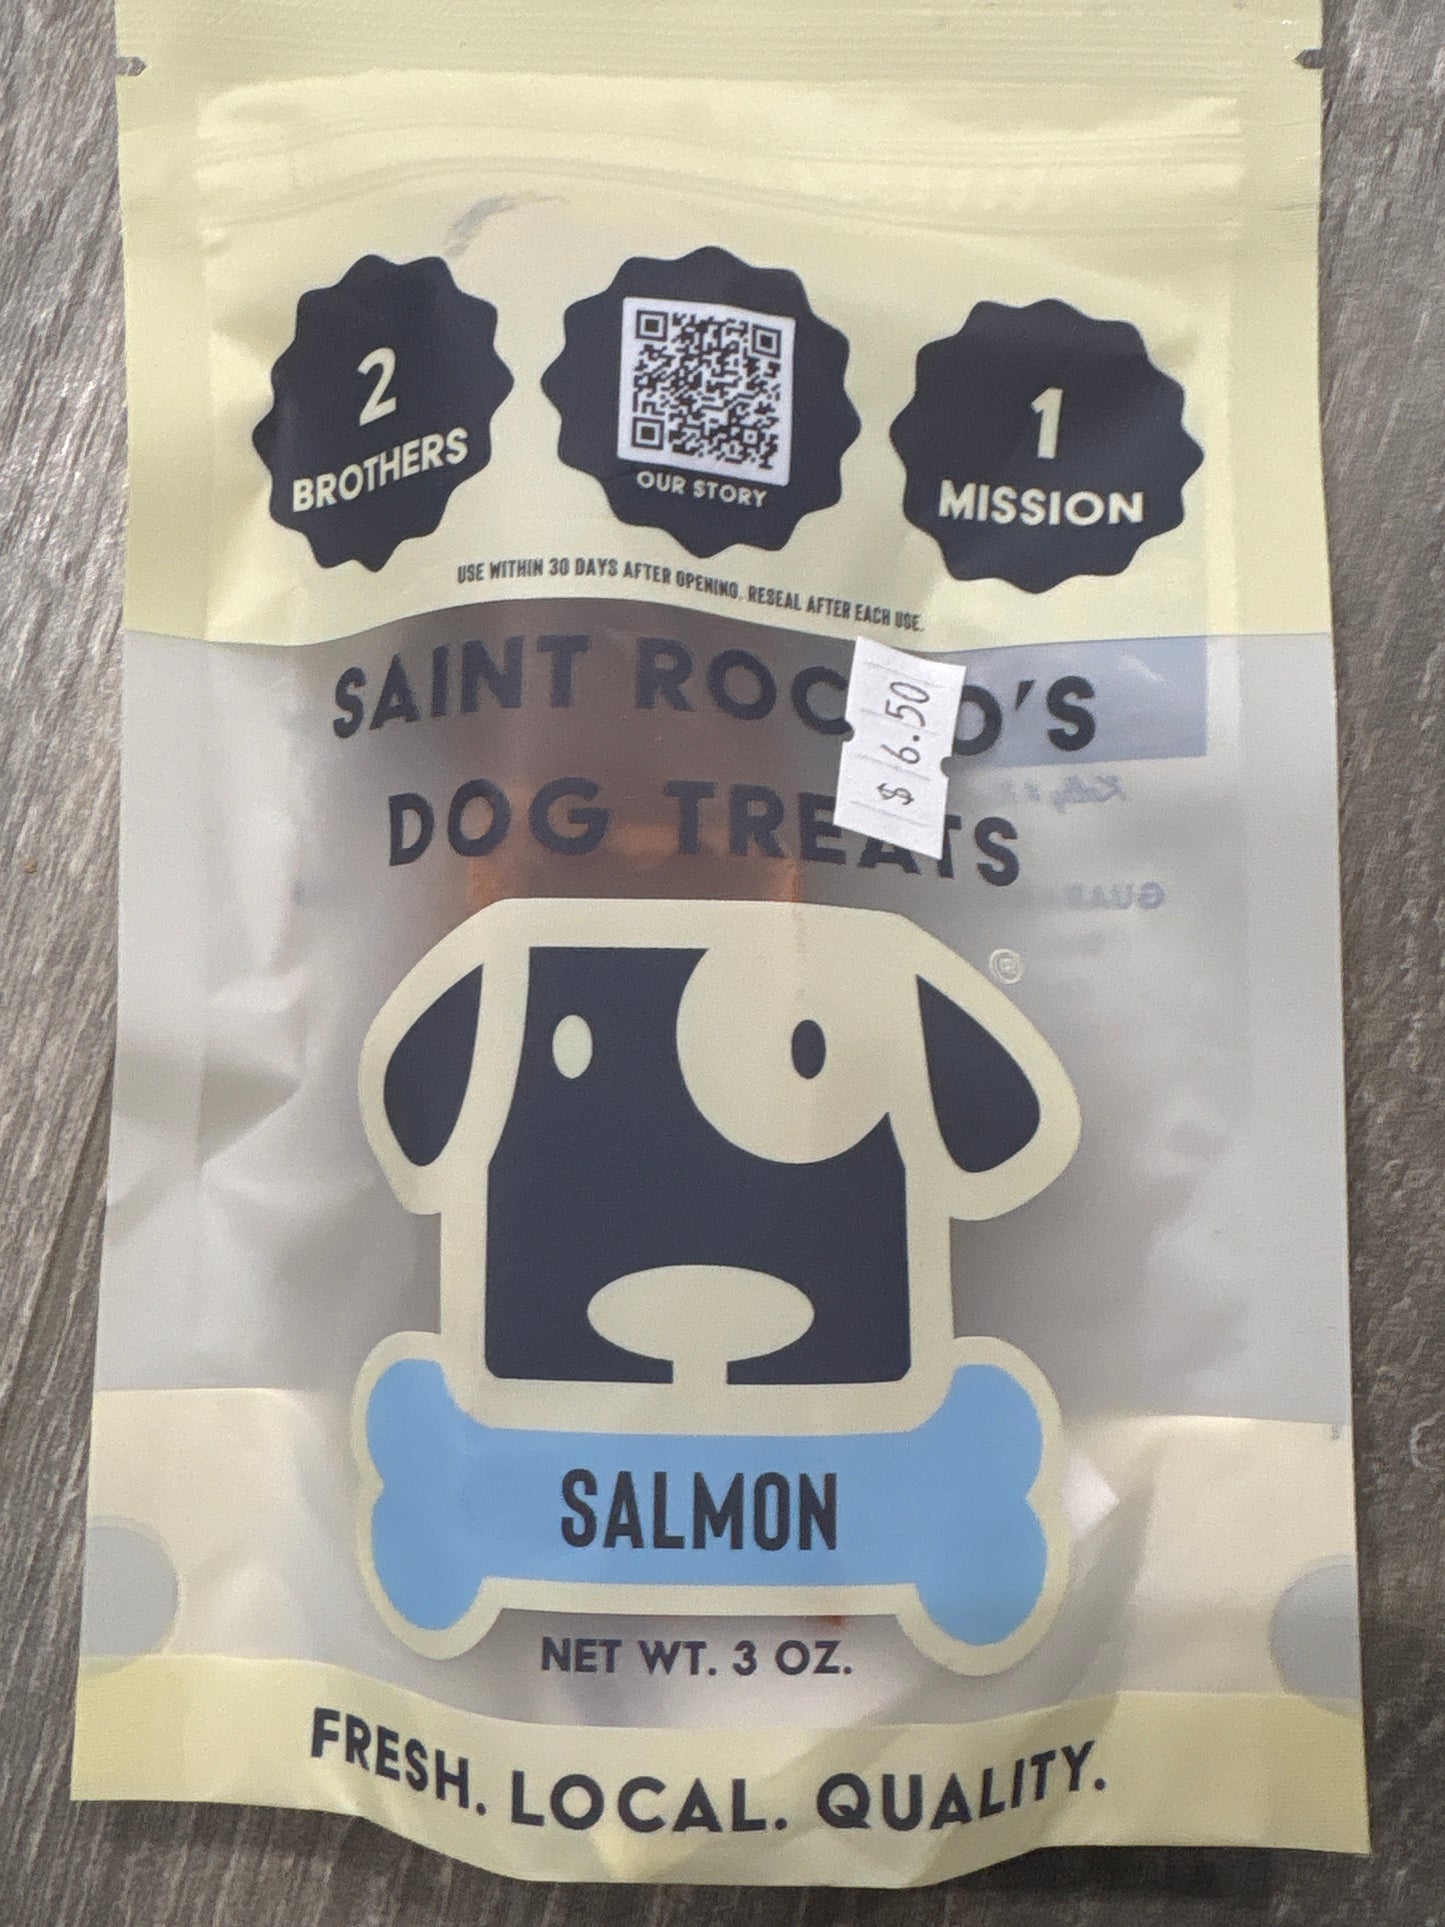 2
BROTHERS
OUR STORY
1
MISSION
USE WITHIN 30 DAYS AFTER OPENING. RESEAL AFTER EACH USE.
SAINT ROCCO'S
$6.50
DOG TREATS
®
SALMON
NET WT. 3 OZ.
FRESH. LOCAL. QUALITY.